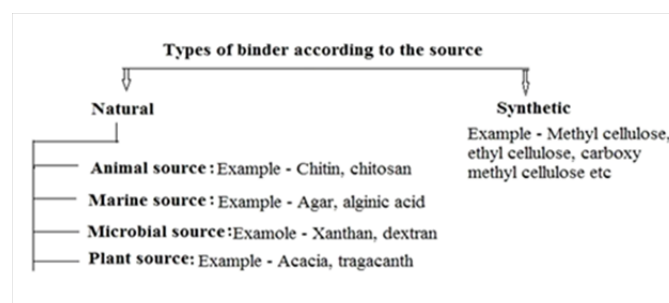 Types of binder according to the source
Natural
Synthetic
Example - Methyl cellulose,
ethyl cellulose, carboxy
methyl cellulose etc
Animal source: Example - Chitin, chitosan
Marine source: Example - Agar, alginic acid
Microbial source: Examole - Xanthan, dextran
Plant source: Example - Acacia, tragacanth